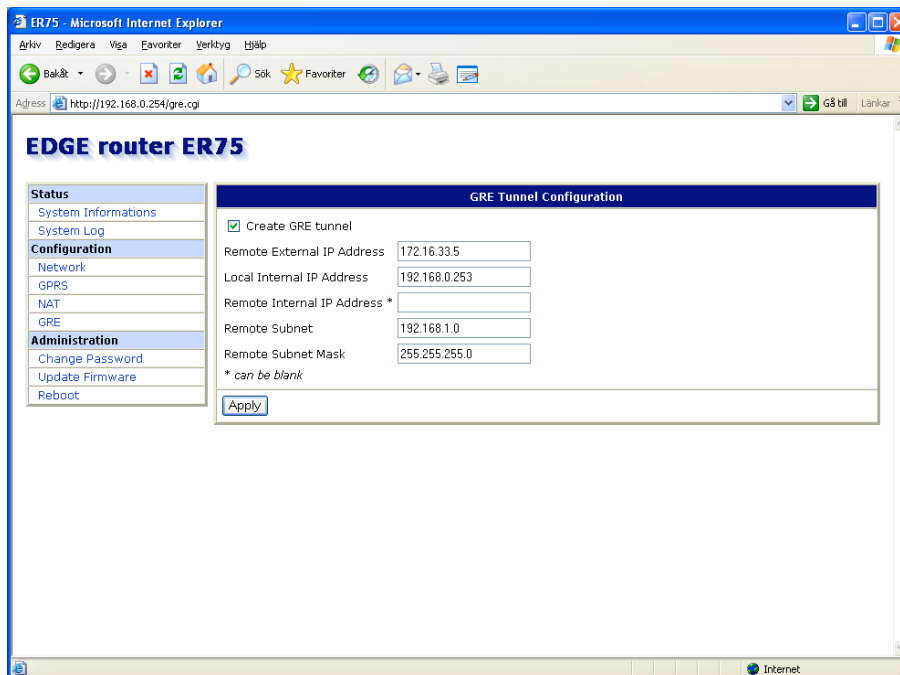 ER75 - Microsoft Internet Explorer
Arkiv Redigera Visa Favoriter Verktyg Hjälp
Bakåt Sök Favoriter
Adress http://192.168.0.254/gre.cgi Gå till Länkar
EDGE router ER75
Status
System Informations
System Log
Configuration
Network
GPRS
NAT
GRE
Administration
Change Password
Update Firmware
Reboot
GRE Tunnel Configuration
Create GRE tunnel
Remote External IP Address 172.16.33.5
Local Internal IP Address 192.168.0.253
Remote Internal IP Address *
Remote Subnet 192.168.1.0
Remote Subnet Mask 255.255.255.0
* can be blank
Apply
Internet